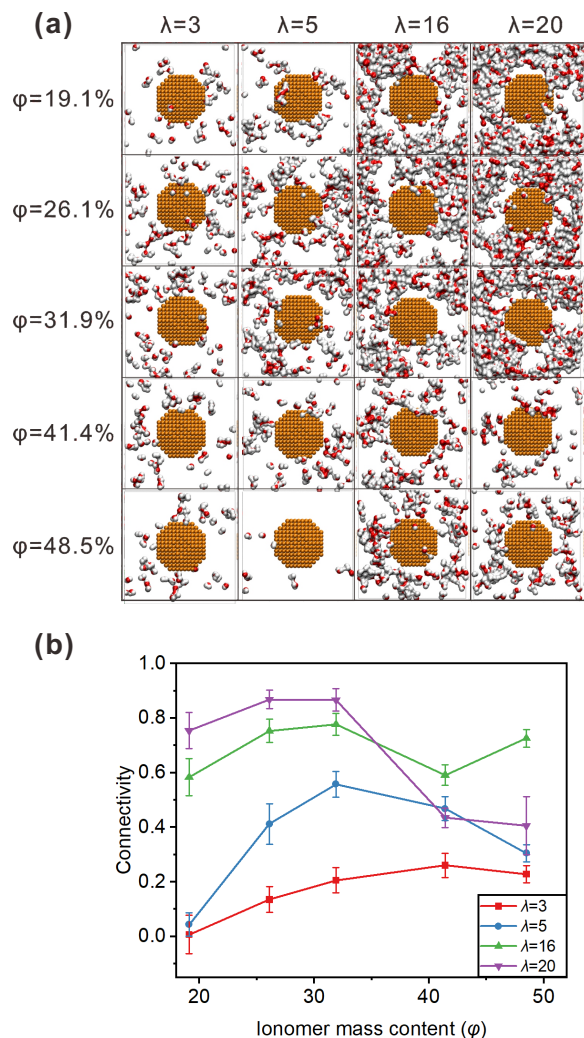 (a) λ=3 λ=5 λ=16 λ=20
φ=19.1%
φ=26.1%
φ=31.9%
φ=41.4%
φ=48.5%
(b)
1.0
0.8
0.6
0.4
0.2
0.0
Connectivity
λ=3
λ=5
λ=16
λ=20
20 30 40 50
Ionomer mass content (φ)